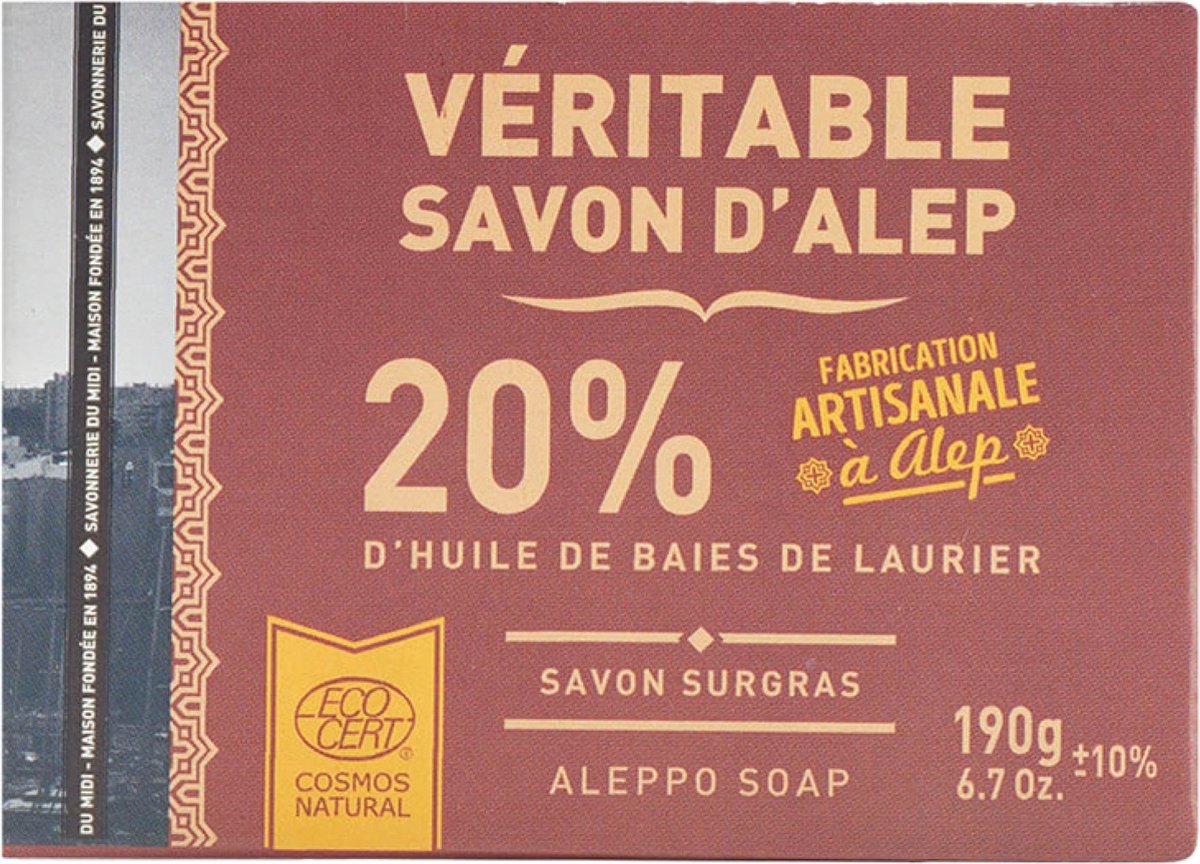 DU MIDI - MAISON FONDÉE EN 1894 ◆ SAVONNERIE DU MIDI - MAISON FONDÉE EN 1894 ◆ SAVONNERIE DU
VÉRITABLE
SAVON D'ALEP
20%
D'HUILE DE BAIES DE LAURIER
FABRICATION
ARTISANALE
à Alep
SAVON SURGRAS
ALEPPO SOAP
ECO
CERT
COSMOS
NATURAL
190g
6.7 Oz.
±10%